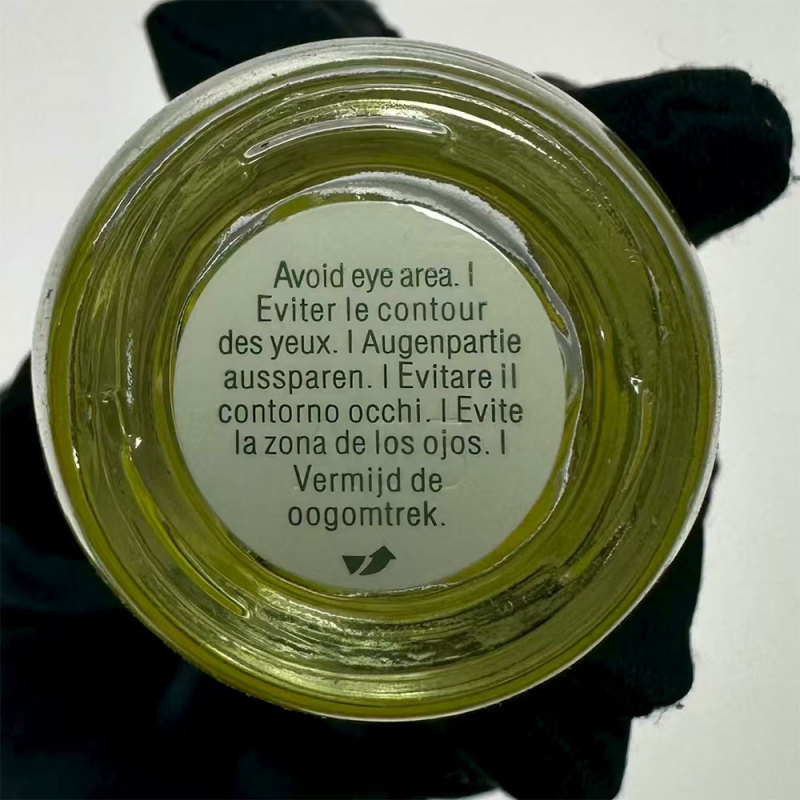 Avoid eye area. |
Eviter le contour
des yeux. | Augenpartie
aussparen. | Evitare il
contorno occhi. | Evite
la zona de los ojos. |
Vermijd de
oogomtrek.